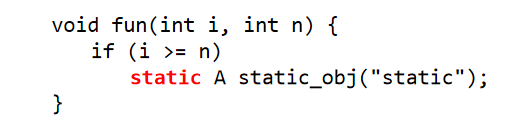 void fun(int i, int n) {
if (i >= n)
static A static_obj("static");
}